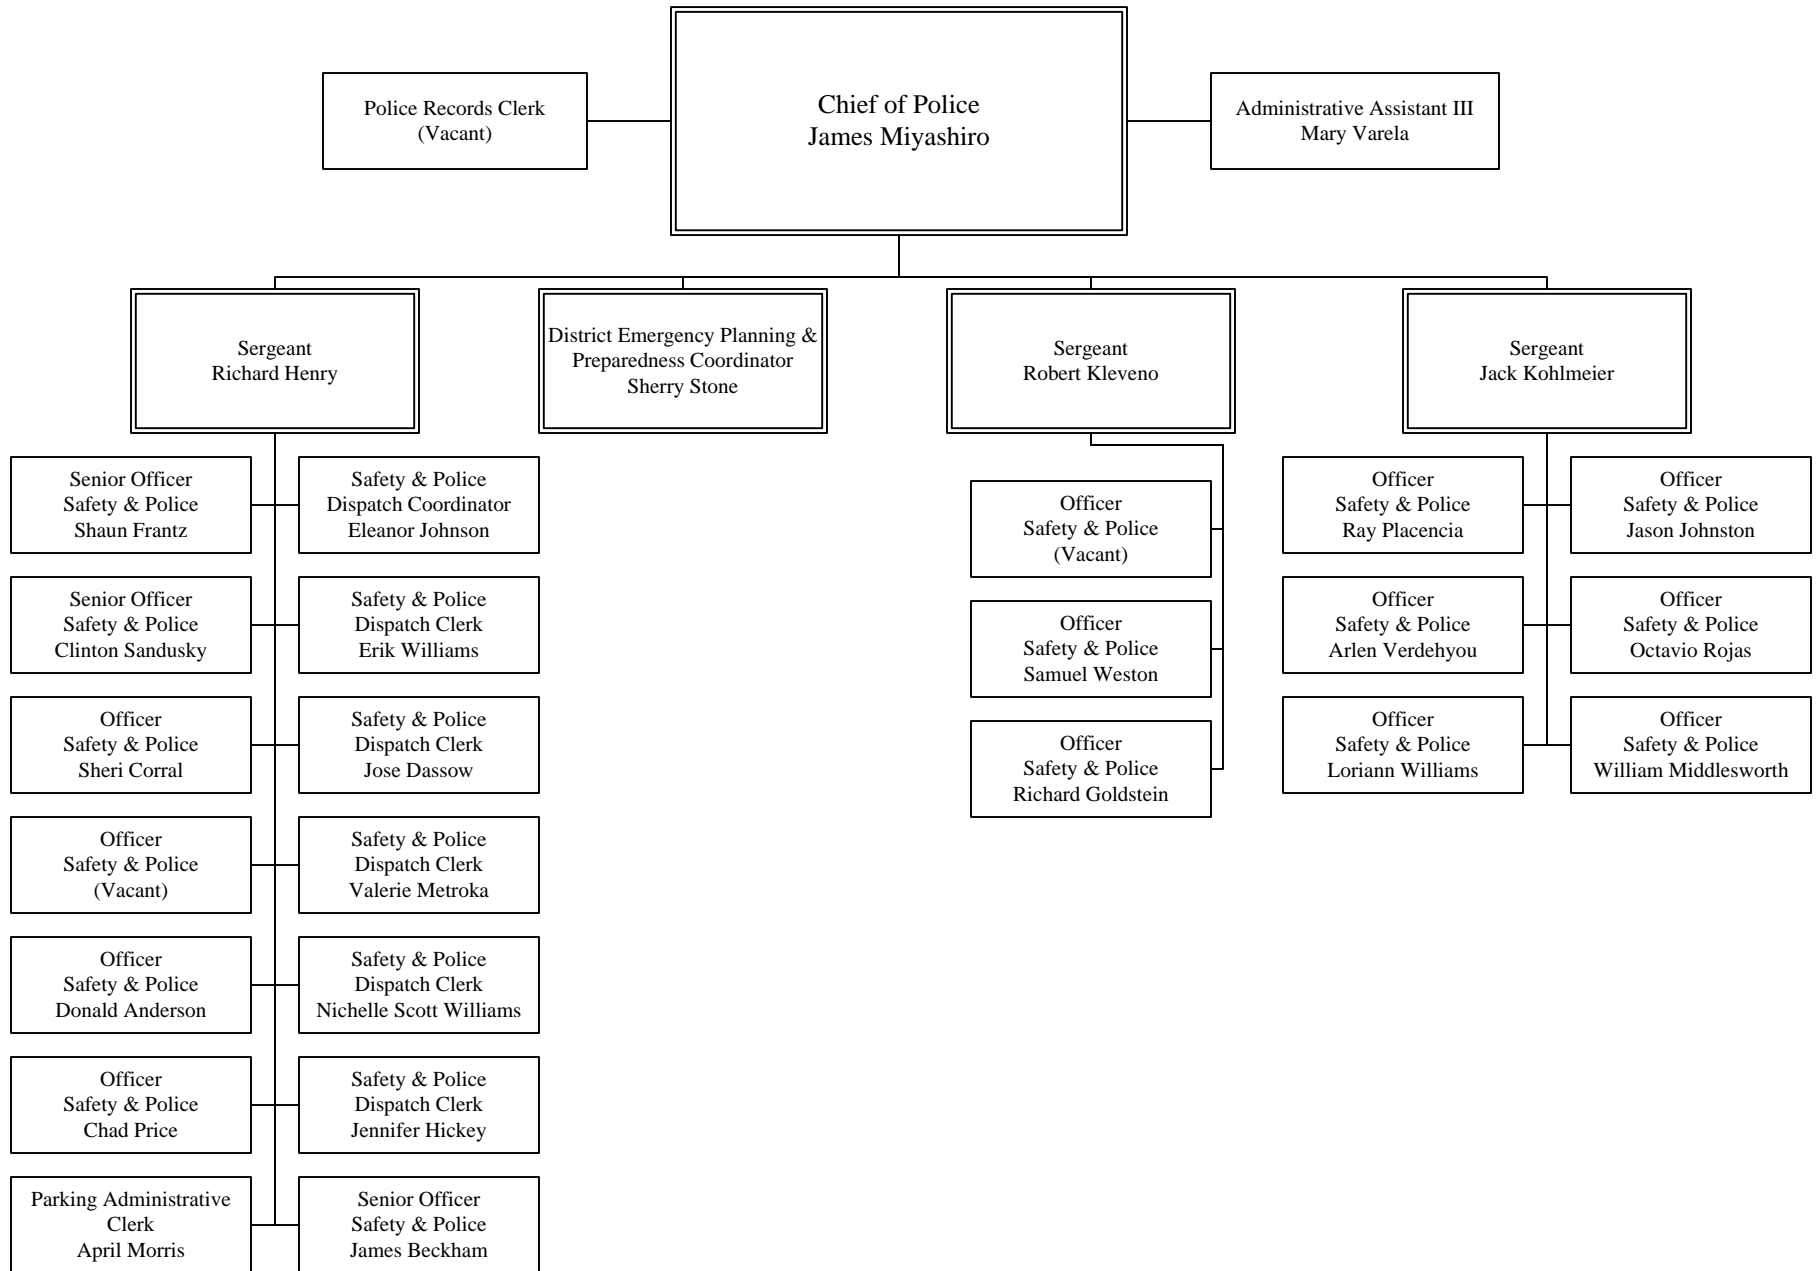 Chief of Police
James Miyashiro
Police Records Clerk
(Vacant)
Administrative Assistant III
Mary Varela
Sergeant
Richard Henry
District Emergency Planning &
Preparedness Coordinator
Sherry Stone
Sergeant
Robert Kleveno
Sergeant
Jack Kohlmeier
Senior Officer
Safety & Police
Shaun Frantz
Safety & Police
Dispatch Coordinator
Eleanor Johnson
Senior Officer
Safety & Police
Clinton Sandusky
Safety & Police
Dispatch Clerk
Erik Williams
Officer
Safety & Police
Sheri Corral
Safety & Police
Dispatch Clerk
Jose Dassow
Officer
Safety & Police
(Vacant)
Safety & Police
Dispatch Clerk
Valerie Metroka
Officer
Safety & Police
Donald Anderson
Safety & Police
Dispatch Clerk
Nichelle Scott Williams
Officer
Safety & Police
Chad Price
Safety & Police
Dispatch Clerk
Jennifer Hickey
Parking Administrative
Clerk
April Morris
Senior Officer
Safety & Police
James Beckham
Officer
Safety & Police
(Vacant)
Officer
Safety & Police
Samuel Weston
Officer
Safety & Police
Richard Goldstein
Officer
Safety & Police
Ray Placencia
Officer
Safety & Police
Jason Johnston
Officer
Safety & Police
Arlen Verdehyou
Officer
Safety & Police
Octavio Rojas
Officer
Safety & Police
Loriann Williams
Officer
Safety & Police
William Middlesworth